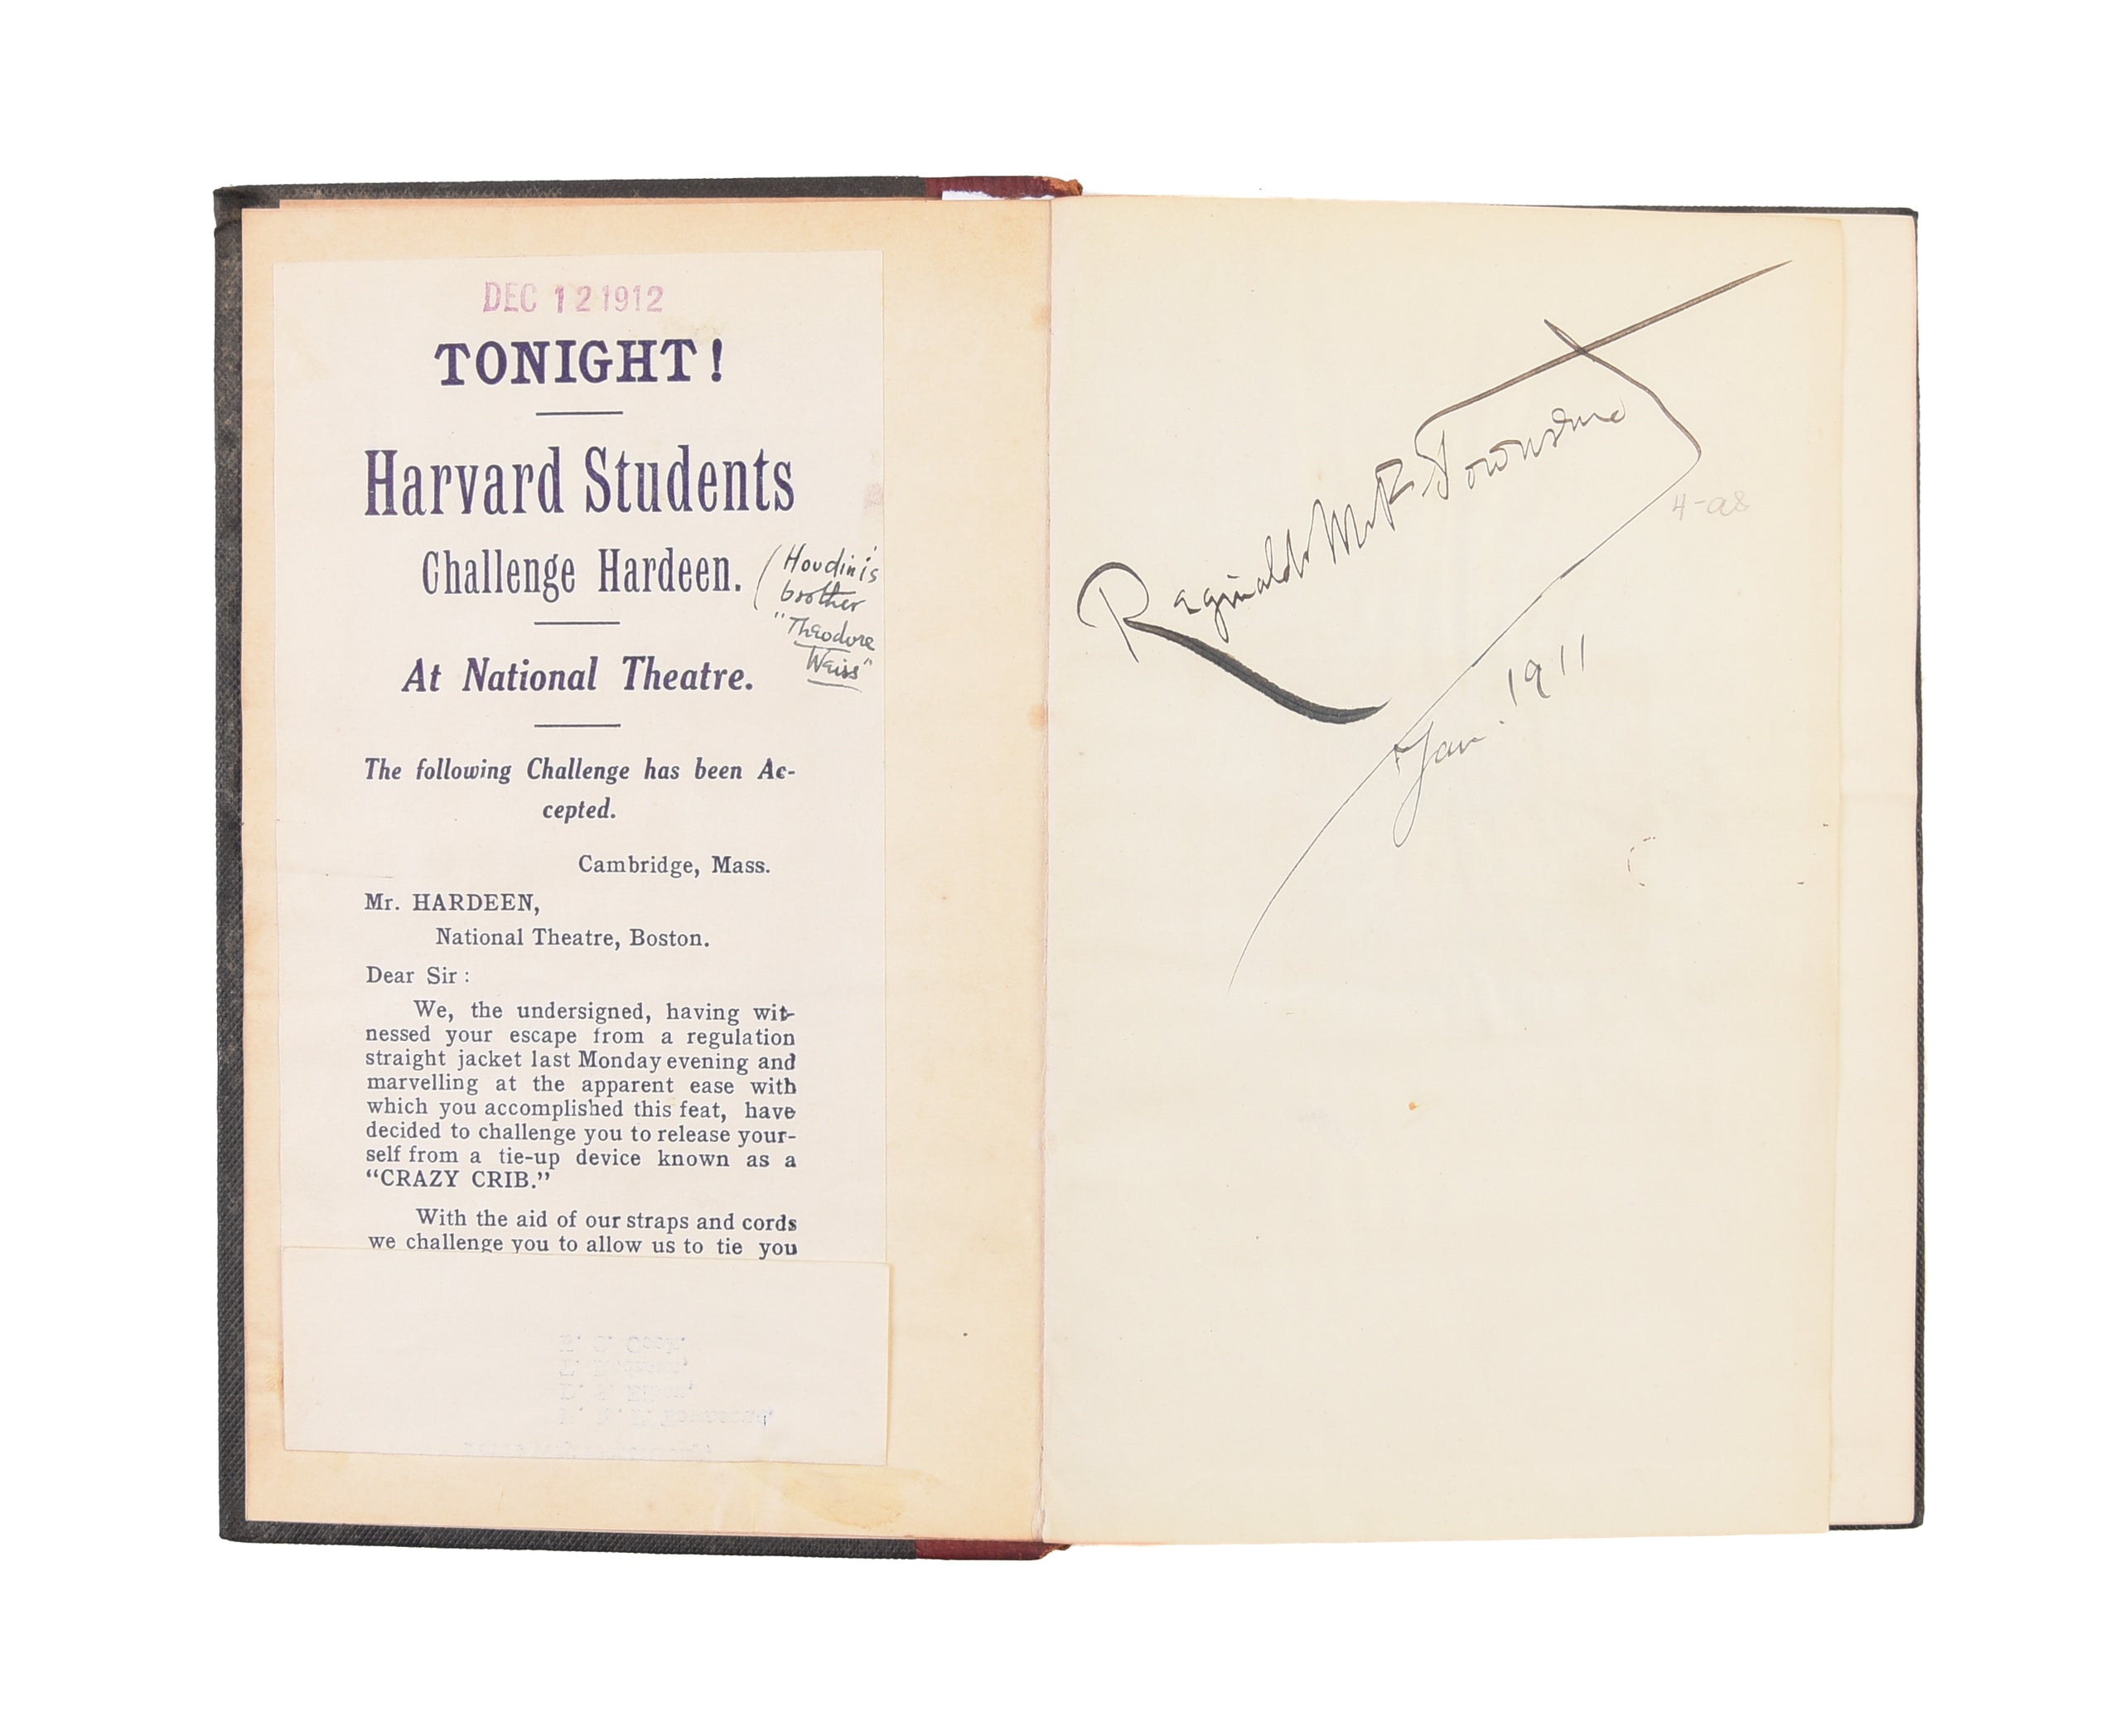 DEC 12 1912
TONIGHT!
Harvard Students
Challenge Hardeen.
(Houdini's
brother
"Theodore
Weiss"
At National Theatre.
The following Challenge has been Ac-
cepted.
Cambridge, Mass.
Mr. HARDEEN,
National Theatre, Boston.
Dear Sir:
We, the undersigned, having wit-
nessed your escape from a regulation
straight jacket last Monday evening and
marvelling at the apparent ease with
which you accomplished this feat, have
decided to challenge you to release your-
self from a tie-up device known as a
"CRAZY CRIB."
With the aid of our straps and cords
we challenge you to allow us to tie you
Reginald McF Townsend
Jan. 1911